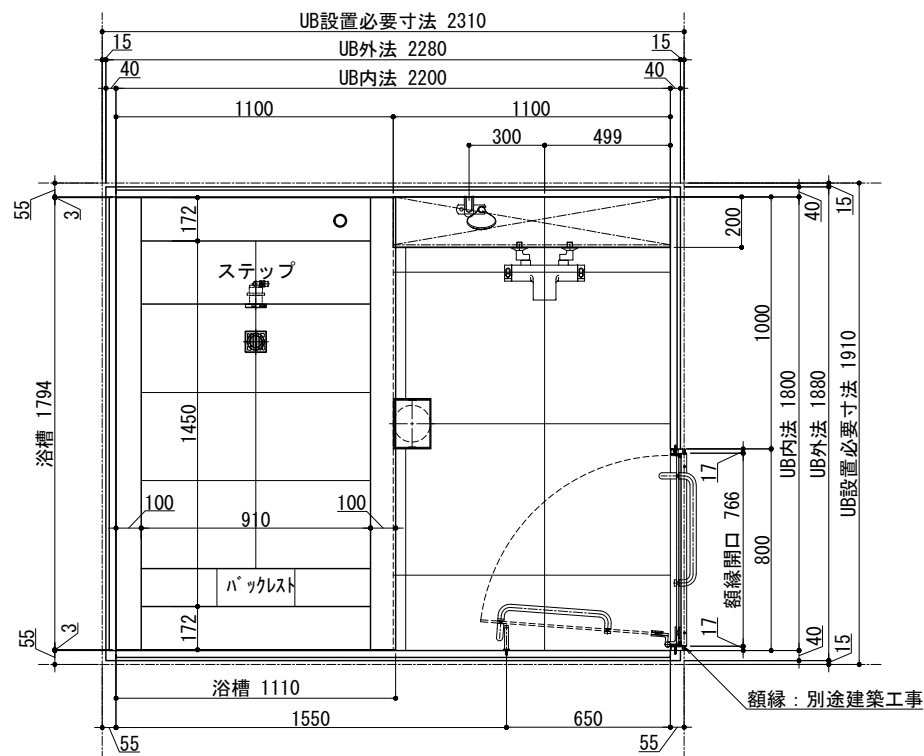 UB設置必要寸法 2310
15
UB外法 2280
15
40
UB内法 2200
40
1100
1100
300
499
55
3
172
40
15
200
ステップ
1000
浴槽 1794
1450
UB内法 1800
UB外法 1880
UB設置必要寸法 1910
17
100
910
100
額縁開口 766
800
バックレスト
172
17
55
3
40
15
浴槽 1110
額縁：別途建築工事
1550
650
55
55